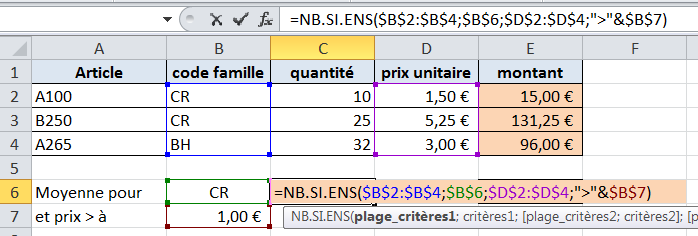 fx =NB.SI.ENS($B$2:$B$4;$B$6;$D$2:$D$4;">"&$B$7)
A B C D E F
1 Article code famille quantité prix unitaire montant
2 A100 CR 10 1,50 € 15,00 €
3 B250 CR 25 5,25 € 131,25 €
4 A265 BH 32 3,00 € 96,00 €
5
6 Moyenne pour CR =NB.SI.ENS($B$2:$B$4;$B$6;$D$2:$D$4;">"&$B$7)
7 et prix > à 1,00 € NB.SI.ENS(plage_critères1; critères1; [plage_critères2; critères2]; [p